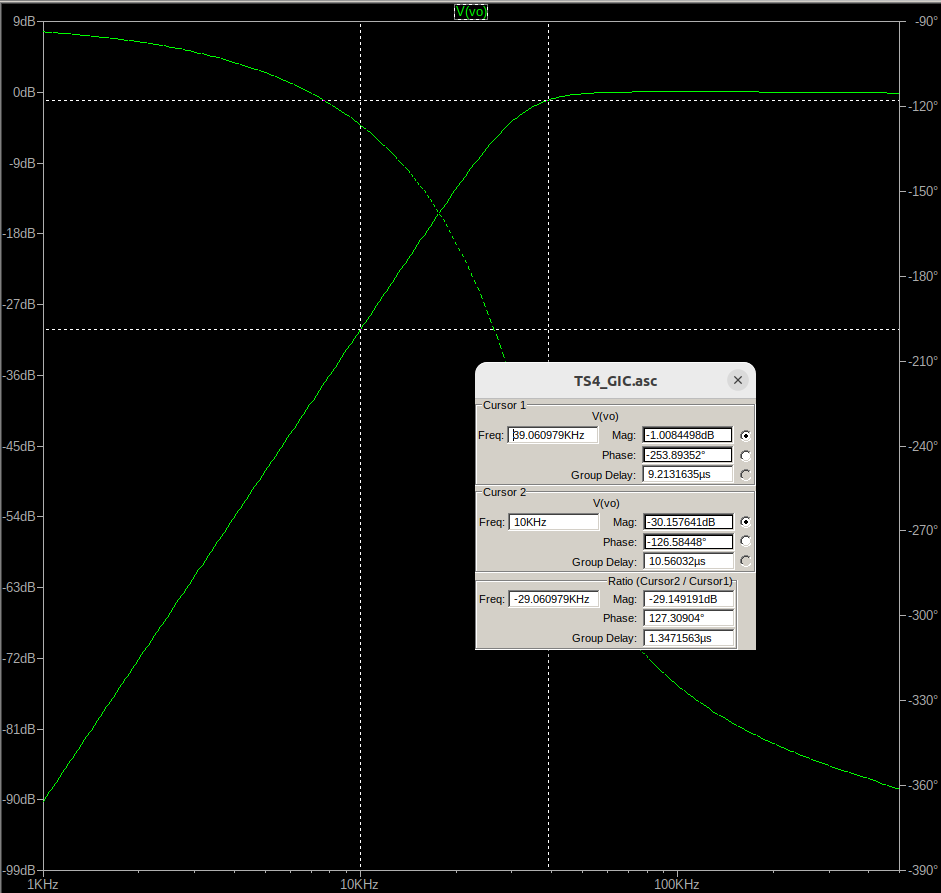 V(vo)
9dB
0dB
-9dB
-18dB
-27dB
-36dB
-45dB
-54dB
-63dB
-72dB
-81dB
-90dB
-99dB
-90°
-120°
-150°
-180°
-210°
-240°
-270°
-300°
-330°
-360°
-390°
1KHz
10KHz
100KHz
TS4_GIC.asc
Cursor 1
V(vo)
Freq: 39.060979KHz Mag: -1.0084498dB
Phase: -253.89352°
Group Delay: 9.2131635µs
Cursor 2
V(vo)
Freq: 10KHz Mag: -30.157641dB
Phase: -126.58448°
Group Delay: 10.56032µs
Ratio (Cursor2 / Cursor1)
Freq: -29.060979KHz Mag: -29.149191dB
Phase: 127.30904°
Group Delay: 1.3471563µs